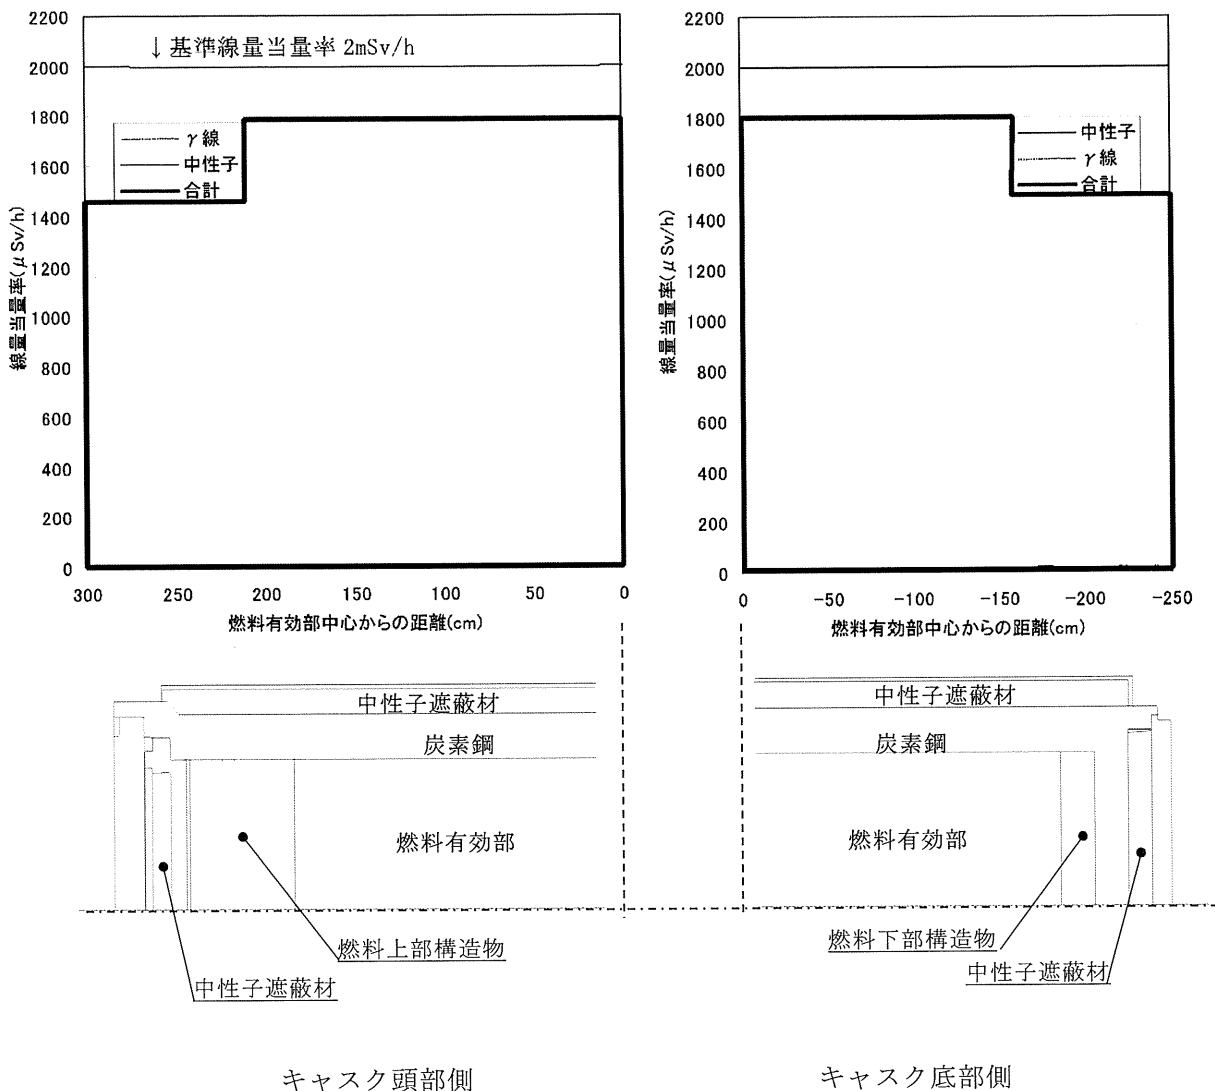 2200
2000
1800
1600
1400
1200
1000
800
600
400
200
0
線量当量率(μSv/h)
↓基準線量当量率 2mSv/h
γ線
中性子
合計
300 250 200 150 100 50 0
燃料有効部中心からの距離(cm)
2200
2000
1800
1600
1400
1200
1000
800
600
400
200
0
線量当量率(μSv/h)
中性子
γ線
合計
0 -50 -100 -150 -200 -250
燃料有効部中心からの距離(cm)
中性子遮蔽材
炭素鋼
燃料有効部
燃料上部構造物
中性子遮蔽材
キャスク頭部側
中性子遮蔽材
炭素鋼
燃料有効部
燃料下部構造物
中性子遮蔽材
キャスク底部側